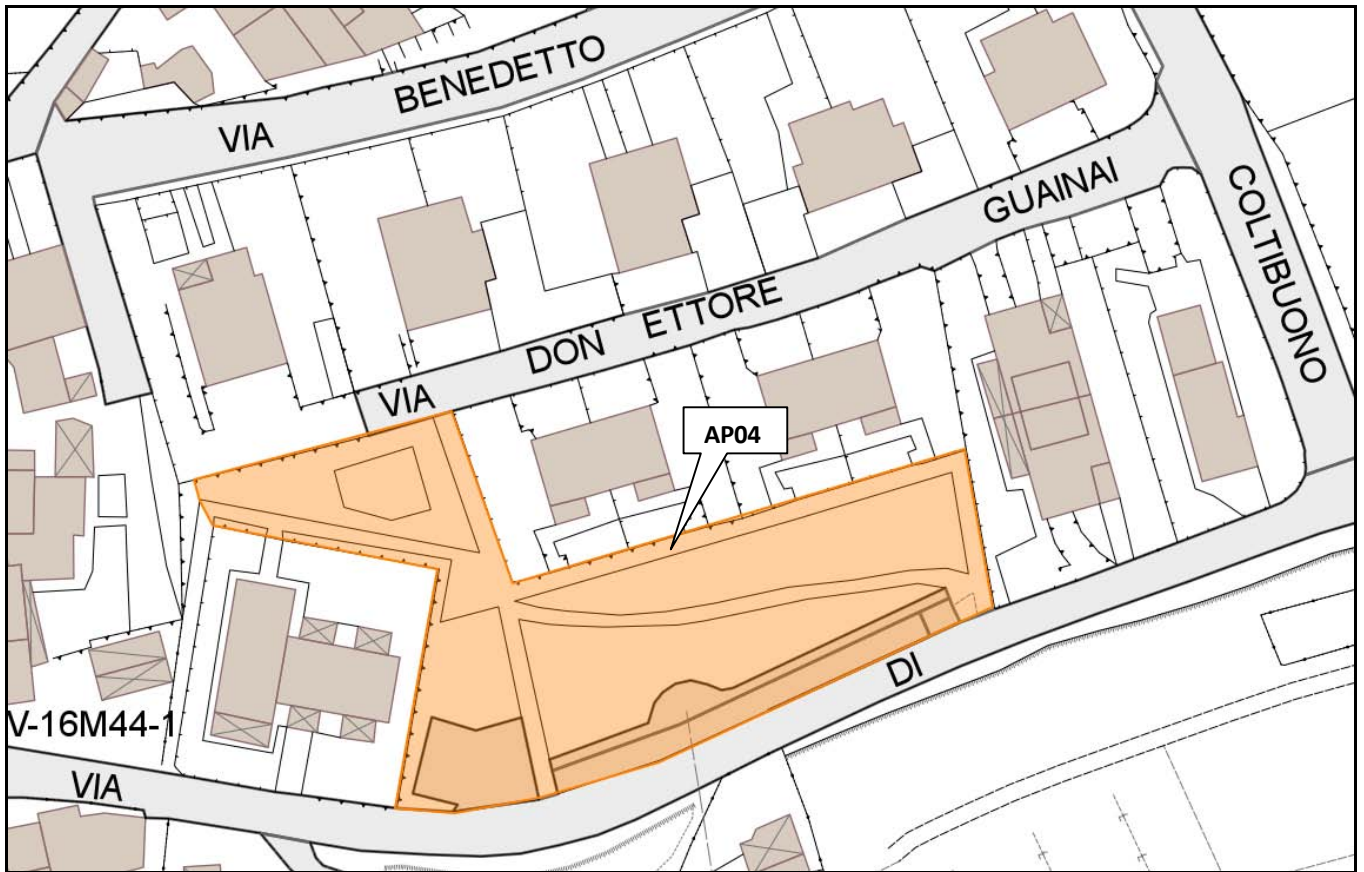 VIA BENEDETTO
VIA DON ETTORE GUAINAI
COLTIBUONO
AP04
DI
V-16M44-1
VIA